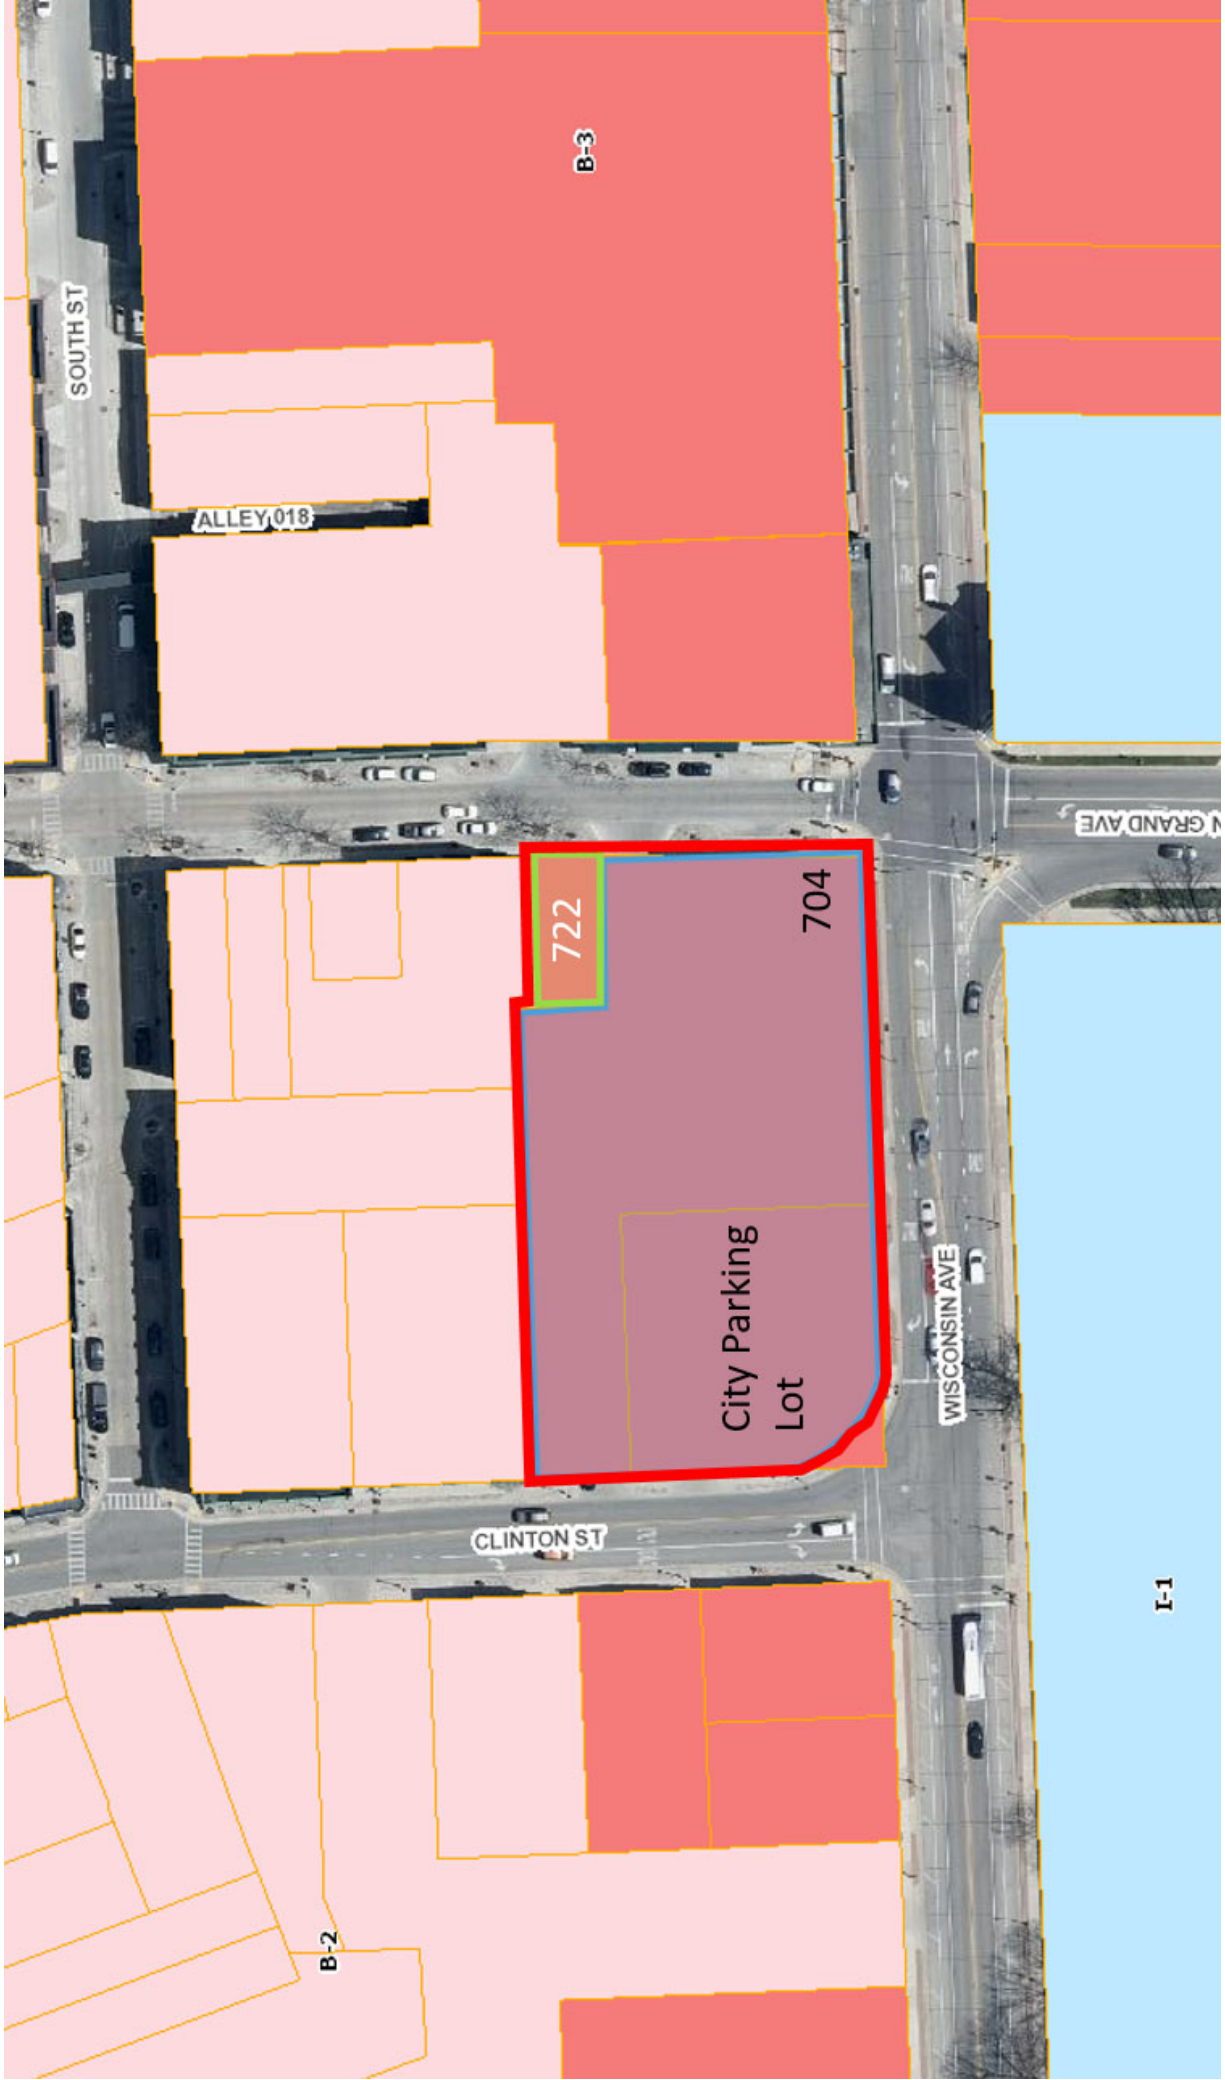 SOUTH ST
B-3
ALLEY 018
N GRAND AVE
722
704
City Parking
Lot
WISCONSIN AVE
CLINTON ST
I-1
B-2